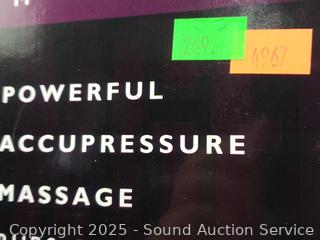 POWERFUL
ACCUPRESSURE
MASSAGE
4967
Copyright © 2025 - Sound Auction Service